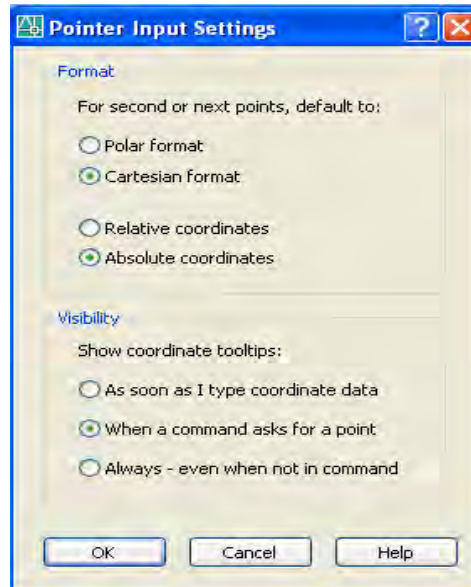 Pointer Input Settings
Format
For second or next points, default to:
Polar format
Cartesian format
Relative coordinates
Absolute coordinates
Visibility
Show coordinate tooltips:
As soon as I type coordinate data
When a command asks for a point
Always - even when not in command
OK Cancel Help